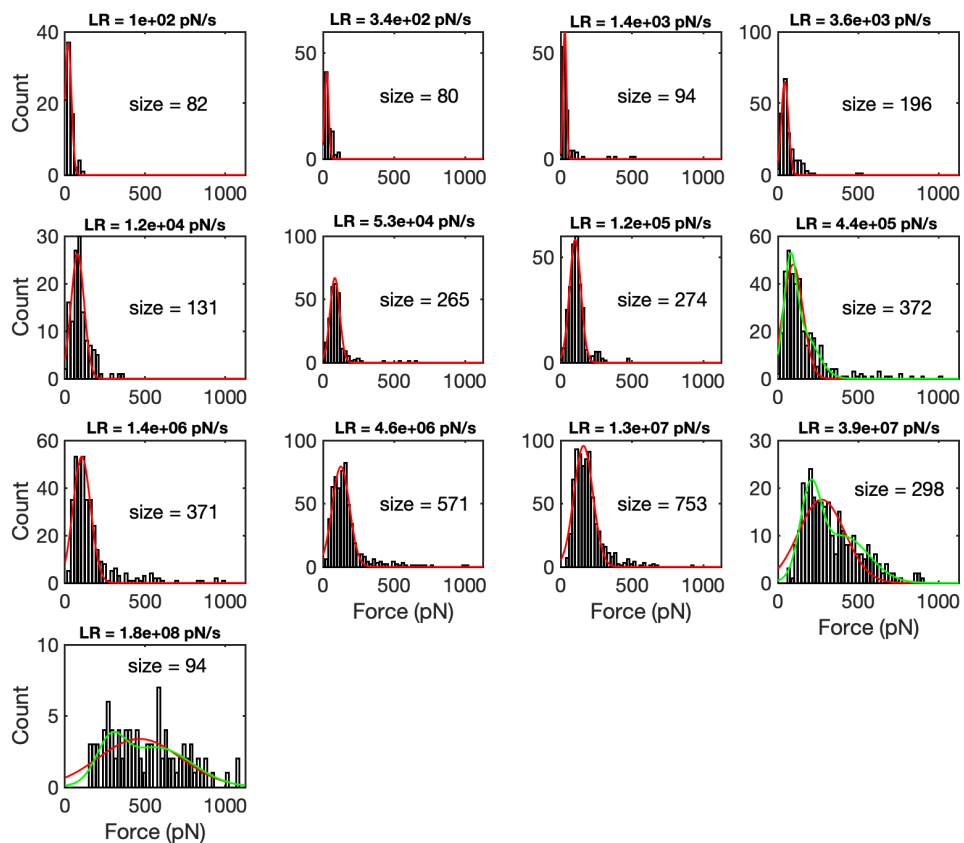 LR = 1e+02 pN/s
40
20
0
Count
0 500 1000
size = 82
LR = 3.4e+02 pN/s
50
0
0 500 1000
size = 80
LR = 1.4e+03 pN/s
60
40
20
0
0 500 1000
size = 94
LR = 3.6e+03 pN/s
100
50
0
0 500 1000
size = 196
LR = 1.2e+04 pN/s
30
20
10
0
Count
0 500 1000
size = 131
LR = 5.3e+04 pN/s
100
50
0
0 500 1000
size = 265
LR = 1.2e+05 pN/s
60
40
20
0
0 500 1000
size = 274
LR = 4.4e+05 pN/s
60
40
20
0
0 500 1000
size = 372
LR = 1.4e+06 pN/s
60
40
20
0
Count
0 500 1000
size = 371
LR = 4.6e+06 pN/s
100
50
0
0 500 1000
Force (pN)
size = 571
LR = 1.3e+07 pN/s
100
50
0
0 500 1000
Force (pN)
size = 753
LR = 3.9e+07 pN/s
30
20
10
0
0 500 1000
Force (pN)
size = 298
LR = 1.8e+08 pN/s
10
5
0
Count
0 500 1000
Force (pN)
size = 94